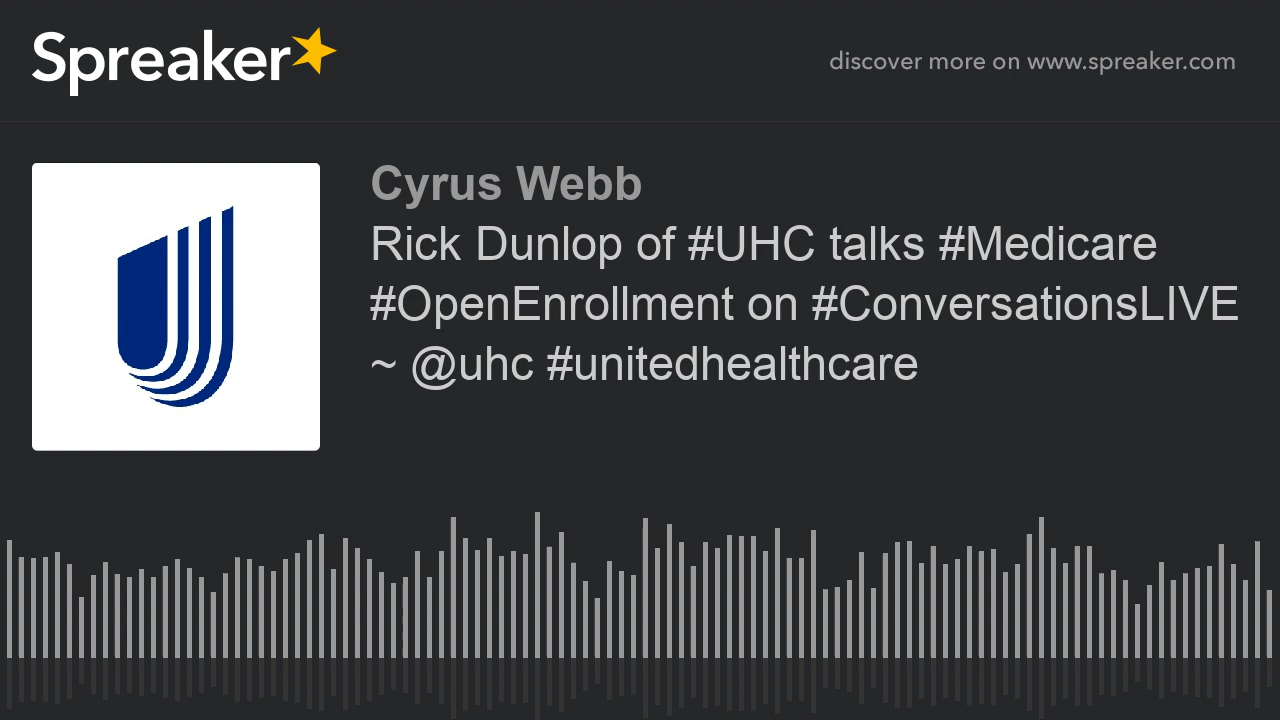 Spreaker
discover more on www.spreaker.com
Cyrus Webb
Rick Dunlop of #UHC talks #Medicare
#OpenEnrollment on #ConversationsLIVE
~ @uhc #unitedhealthcare